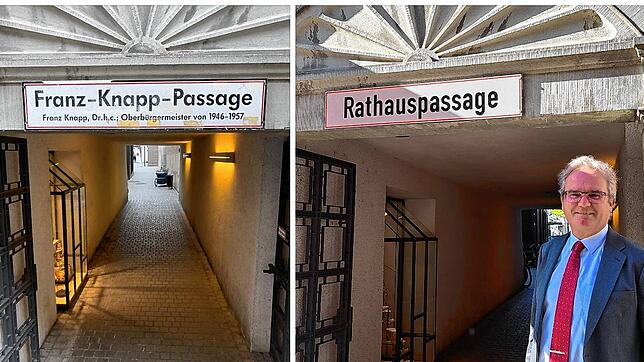 Franz-Knapp-Passage
Franz Knapp, Dr.h.c.; Oberbürgermeister von 1946-1957
Rathauspassage